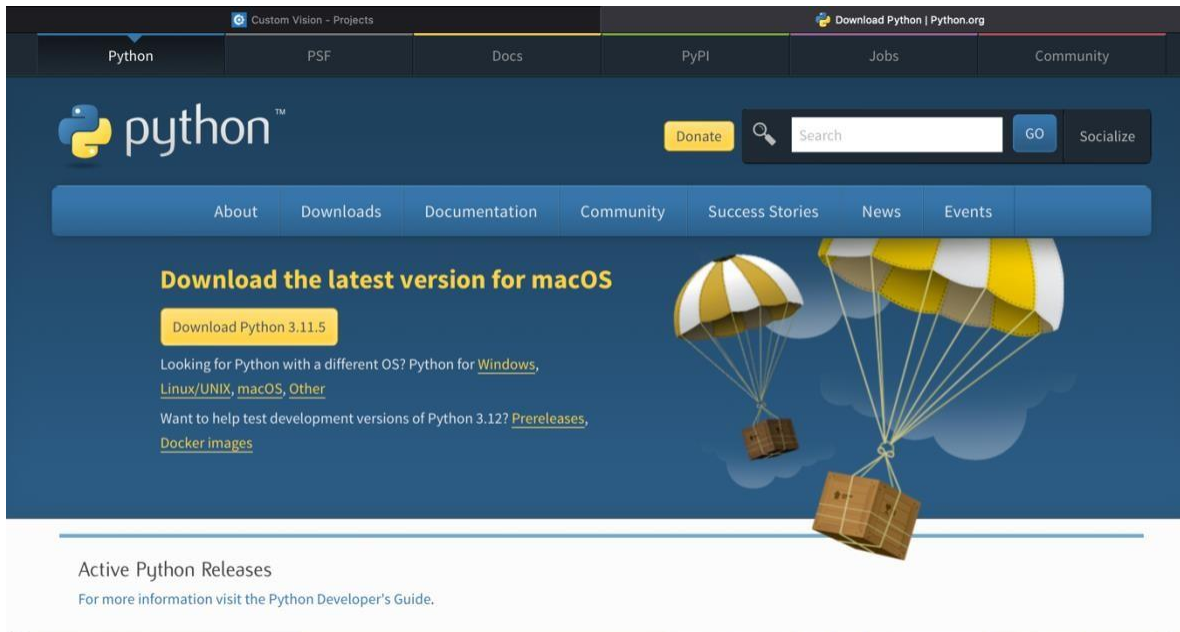 Custom Vision - Projects
Download Python | Python.org
Python PSF Docs PyPI Jobs Community
python™
Donate Search GO Socialize
About Downloads Documentation Community Success Stories News Events
Download the latest version for macOS
Download Python 3.11.5
Looking for Python with a different OS? Python for Windows,
Linux/UNIX, macOS, Other
Want to help test development versions of Python 3.12? Prereleases,
Docker images
Active Python Releases
For more information visit the Python Developer's Guide.